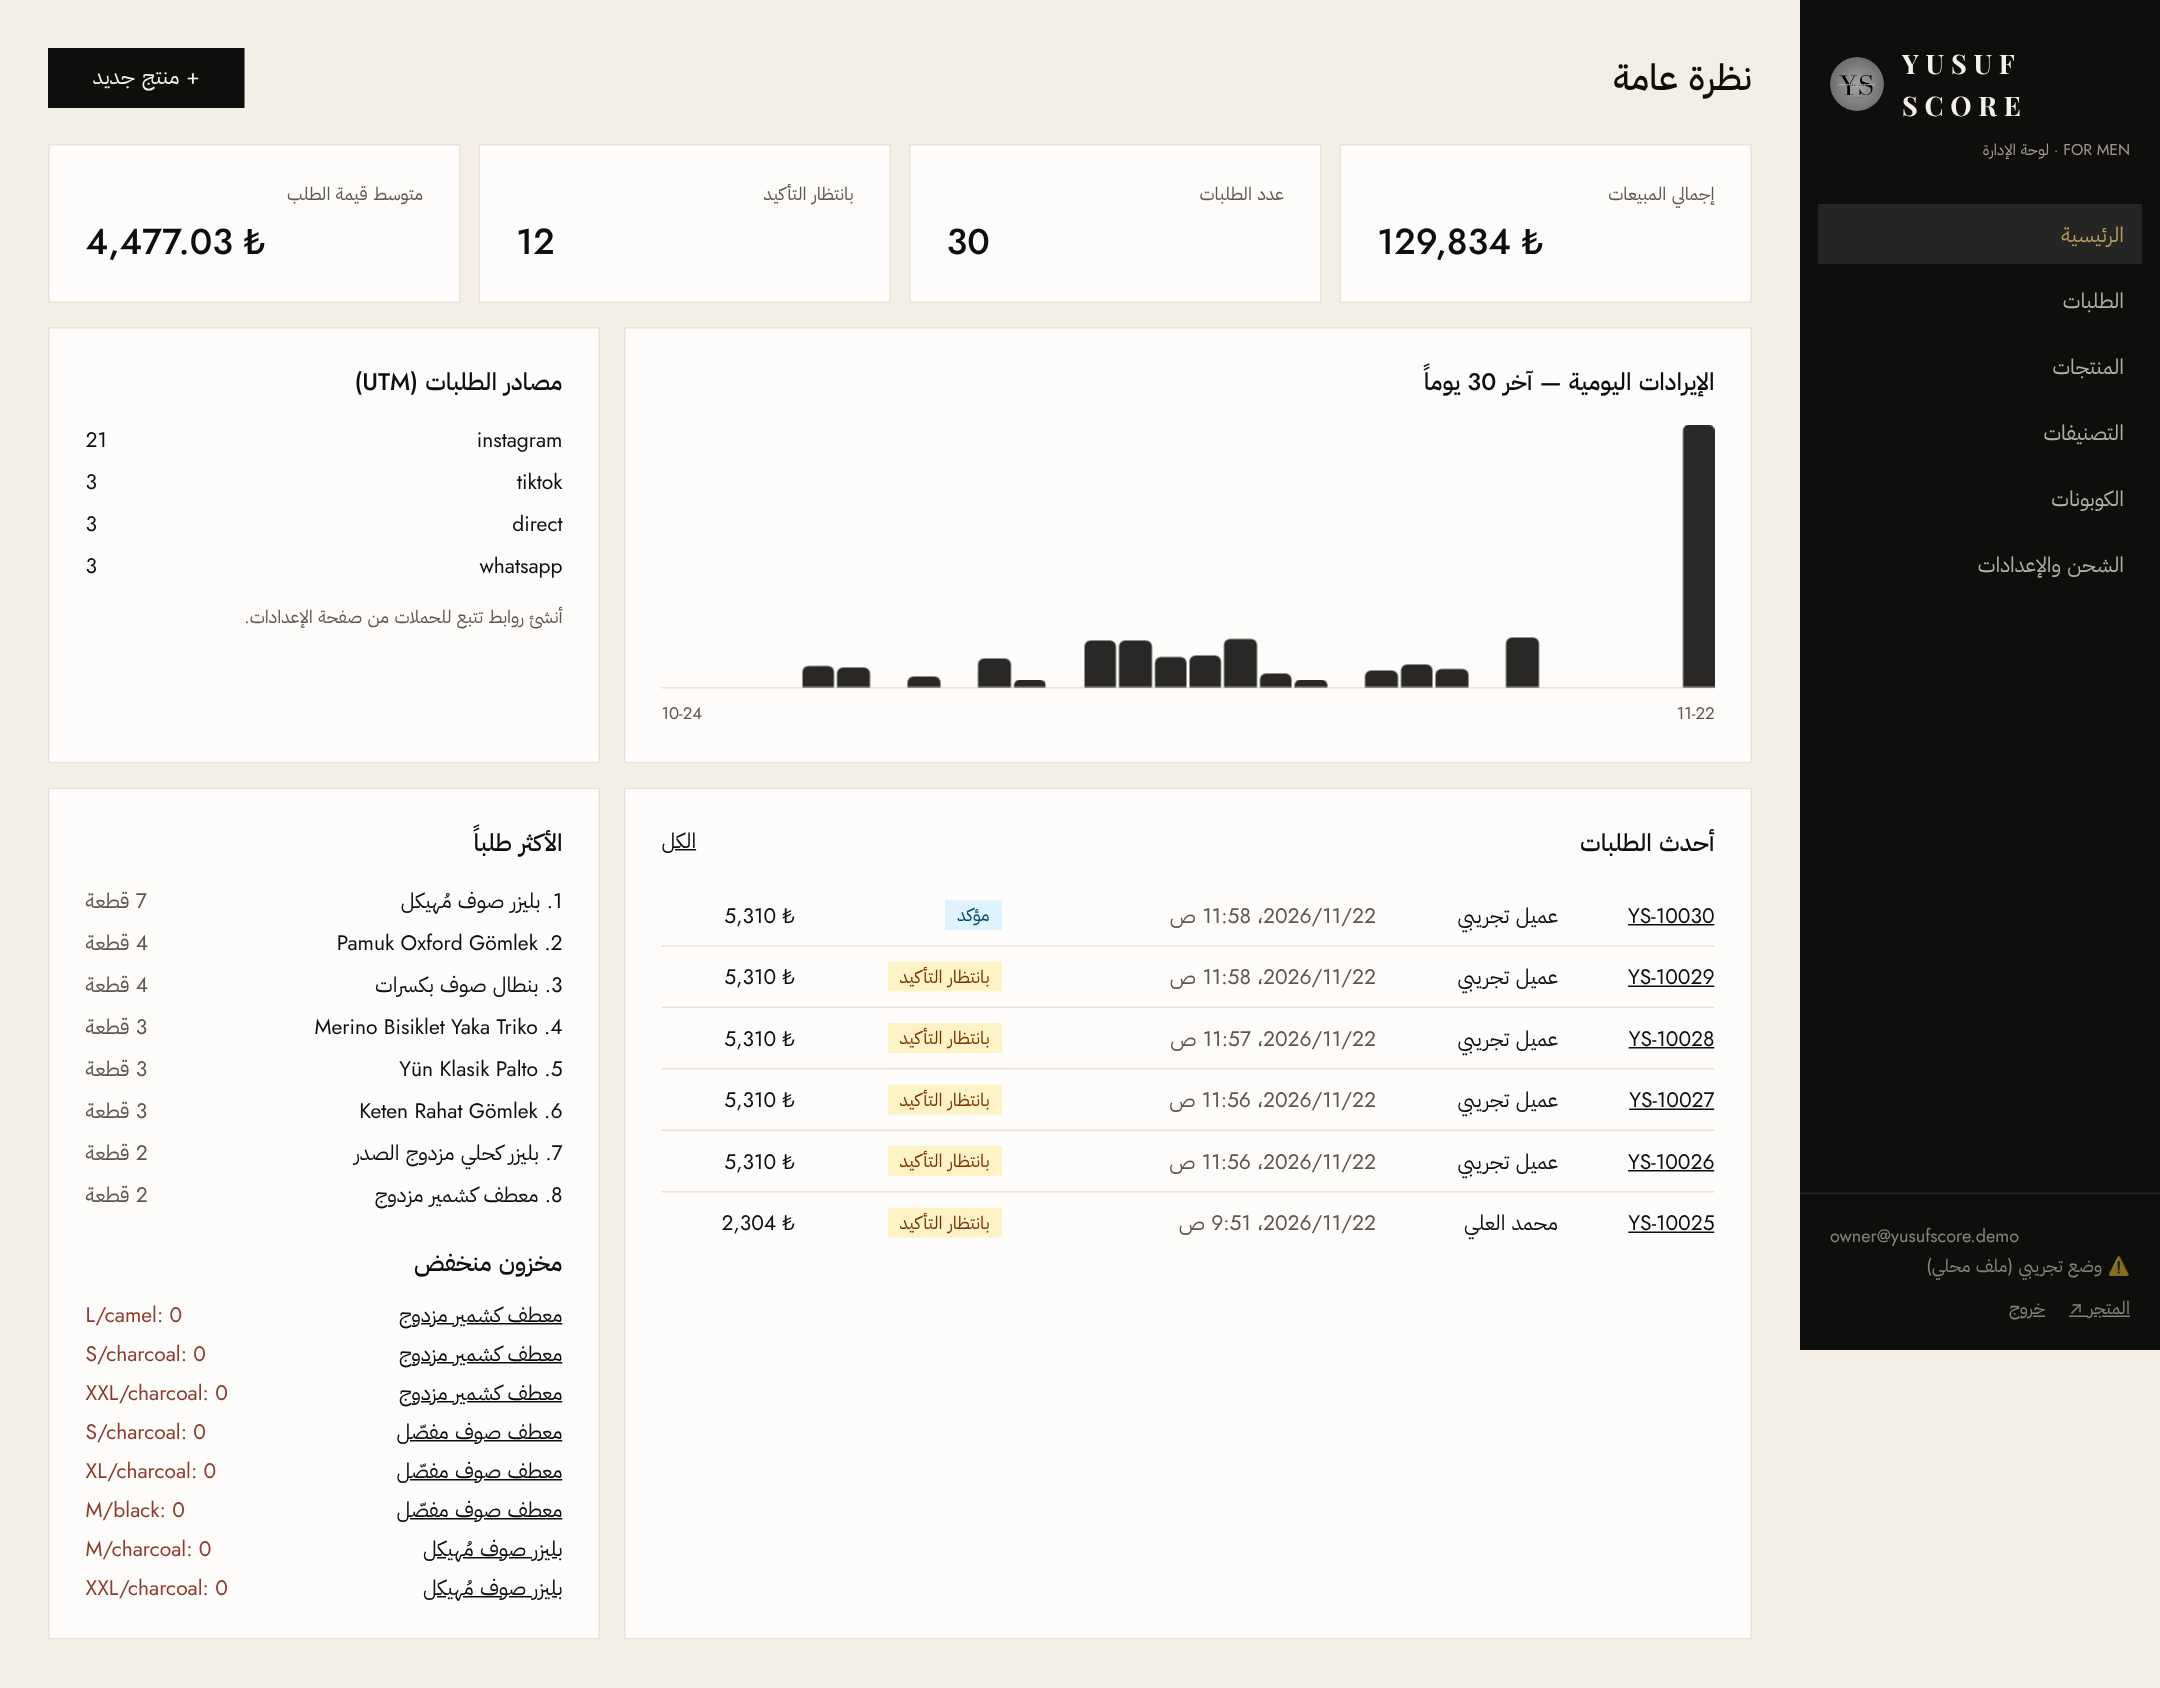 YUSUF
SCORE
YS
FOR MEN · لوحة الإدارة
الرئيسية
الطلبات
المنتجات
التصنيفات
الكوبونات
الشحن والإعدادات
owner@yusufscore.demo
⚠️ وضع تجريبي (ملف محلي)
المتجر ↗ خروج
نظرة عامة
+ منتج جديد
إجمالي المبيعات
129,834 ₺
عدد الطلبات
30
بانتظار التأكيد
12
متوسط قيمة الطلب
4,477.03 ₺
الإيرادات اليومية — آخر 30 يوماً
10-24
11-22
مصادر الطلبات (UTM)
instagram 21
tiktok 3
direct 3
whatsapp 3
أنشئ روابط تتبع للحملات من صفحة الإعدادات.
أحدث الطلبات
الكل
YS-10030 عميل تجريبي 2026/11/22، 11:58 ص مؤكد 5,310 ₺
YS-10029 عميل تجريبي 2026/11/22، 11:58 ص بانتظار التأكيد 5,310 ₺
YS-10028 عميل تجريبي 2026/11/22، 11:57 ص بانتظار التأكيد 5,310 ₺
YS-10027 عميل تجريبي 2026/11/22، 11:56 ص بانتظار التأكيد 5,310 ₺
YS-10026 عميل تجريبي 2026/11/22، 11:56 ص بانتظار التأكيد 5,310 ₺
YS-10025 محمد العلي 2026/11/22، 9:51 ص بانتظار التأكيد 2,304 ₺
الأكثر طلباً
1. بليزر صوف مُهيكل 7 قطعة
2. Pamuk Oxford Gömlek 4 قطعة
3. بنطال صوف بكسرات 4 قطعة
4. Merino Bisiklet Yaka Triko 3 قطعة
5. Yün Klasik Palto 3 قطعة
6. Keten Rahat Gömlek 3 قطعة
7. بليزر كحلي مزدوج الصدر 2 قطعة
8. معطف كشمير مزدوج 2 قطعة
مخزون منخفض
معطف كشمير مزدوج L/camel: 0
معطف كشمير مزدوج S/charcoal: 0
معطف كشمير مزدوج XXL/charcoal: 0
معطف صوف مفصّل S/charcoal: 0
معطف صوف مفصّل XL/charcoal: 0
معطف صوف مفصّل M/black: 0
بليزر صوف مُهيكل M/charcoal: 0
بليزر صوف مُهيكل XXL/charcoal: 0